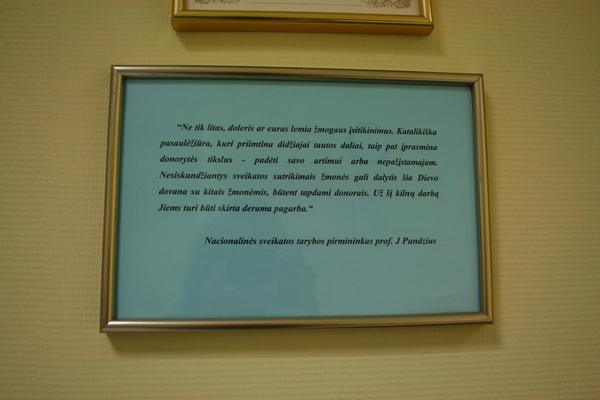 “Ne tik litas, doleris ar euras lemia žmogaus įsitikinimus. Katalikiška
pasaulėžiūra, kuri priimtina didžiajai tautos daliai, taip pat įprasmina
donorytės tikslus - padėti savo artimui arba nepažįstamajam.
Nesiskundžiantys sveikatos sutrikimais žmonės gali dalytis šia Dievo
dovana su kitais žmonėmis, būtent tapdami donorais. Už šį kilnų darbą
Jiems turi būti skirta derama pagarba.“
Nacionalinės sveikatos tarybos pirmininkas prof. J Pundzius